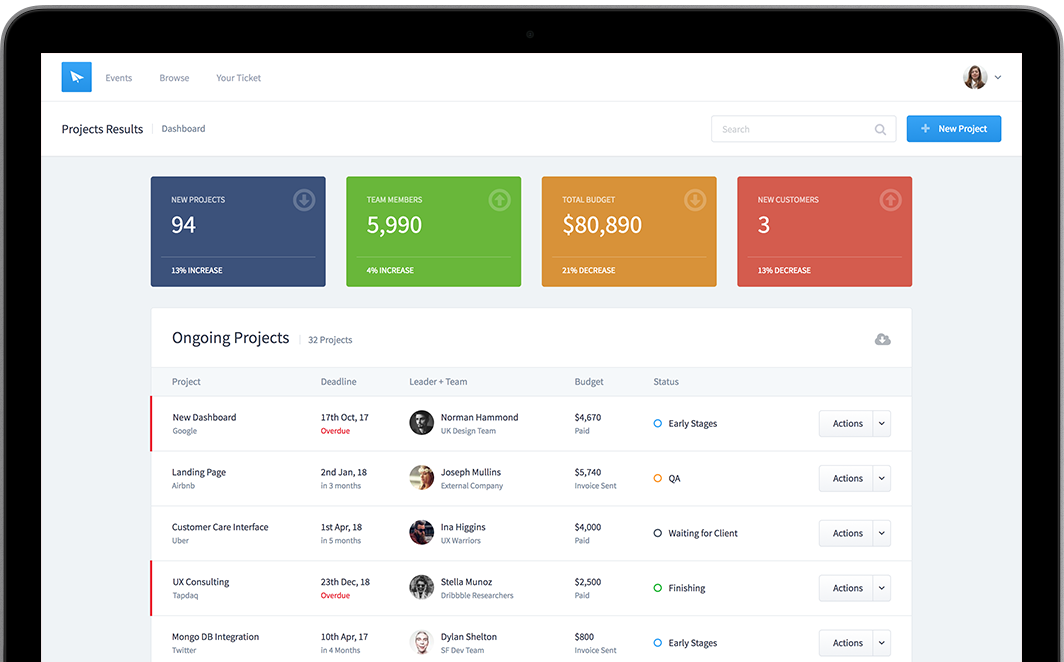 Events Browse Your Ticket
Projects Results Dashboard Search + New Project
NEW PROJECTS TEAM MEMBERS TOTAL BUDGET NEW CUSTOMERS
94 5,990 $80,890 3
13% INCREASE 4% INCREASE 21% DECREASE 13% DECREASE
Ongoing Projects 32 Projects
Project Deadline Leader + Team Budget Status
New Dashboard 17th Oct, 17 Norman Hammond $4,670 Early Stages Actions
Google Overdue UK Design Team Paid
Landing Page 2nd Jan, 18 Joseph Mullins $5,740 QA Actions
Airbnb in 3 months External Company Invoice Sent
Customer Care Interface 1st Apr, 18 Ina Higgins $4,000 Waiting for Client Actions
Uber in 5 months UX Warriors Paid
UX Consulting 23th Dec, 18 Stella Munoz $2,500 Finishing Actions
Tapdaq Overdue Dribbble Researchers Paid
Mongo DB Integration 10th Apr, 17 Dylan Shelton $800 Early Stages Actions
Twitter in 4 Months SF Dev Team Invoice Sent